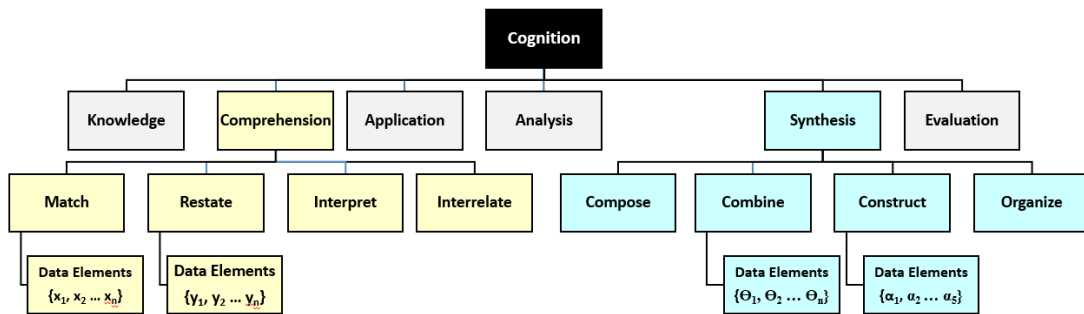 Cognition
Knowledge
Comprehension
Application
Analysis
Synthesis
Evaluation
Match
Restate
Interpret
Interrelate
Compose
Combine
Construct
Organize
Data Elements
{x₁, x₂ ... xₙ}
Data Elements
{y₁, y₂ ... yₙ}
Data Elements
{ϴ₁, ϴ₂ … ϴₙ}
Data Elements
{α₁, α₂ … α₅}